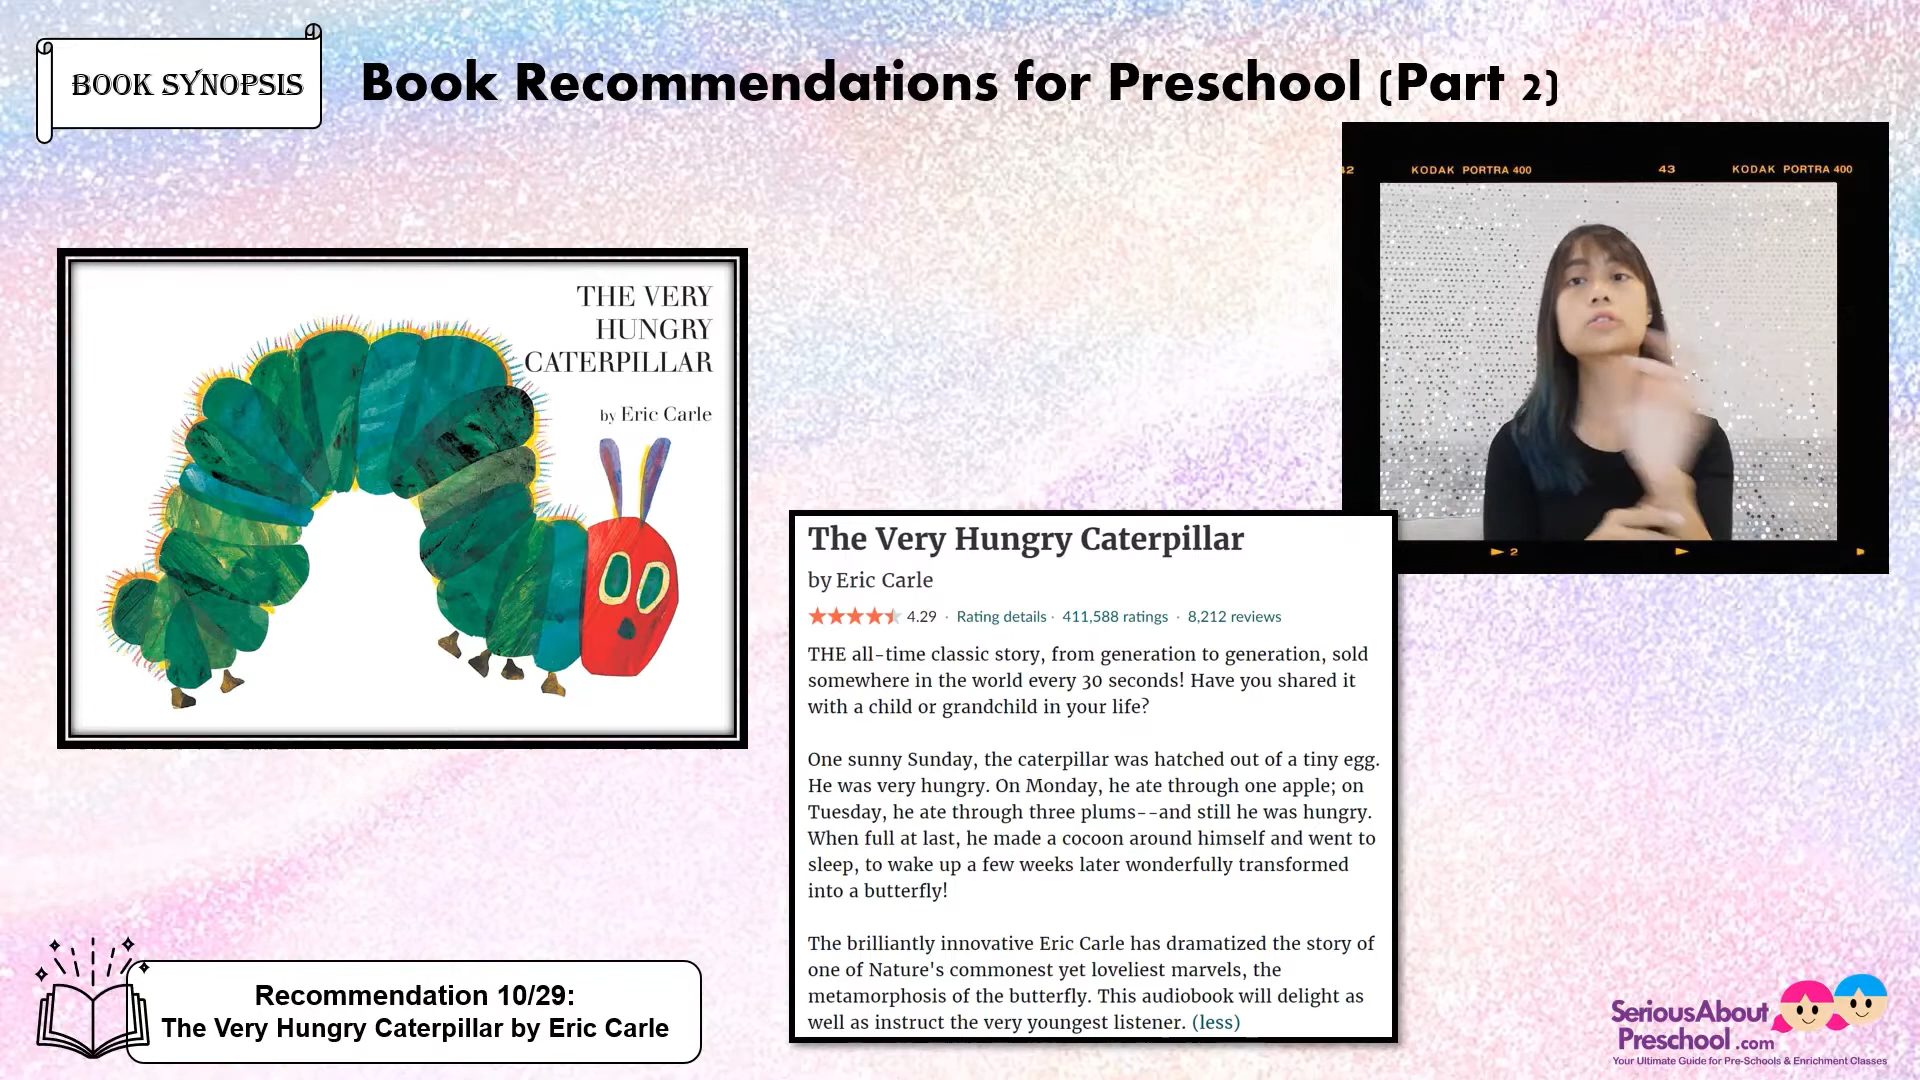 BOOK SYNOPSIS
Book Recommendations for Preschool (Part 2)
42 KODAK PORTRA 400 43 KODAK PORTRA 400
THE VERY
HUNGRY
CATERPILLAR
by Eric Carle
2
The Very Hungry Caterpillar
by Eric Carle
4.29 · Rating details · 411,588 ratings · 8,212 reviews
THE all-time classic story, from generation to generation, sold
somewhere in the world every 30 seconds! Have you shared it
with a child or grandchild in your life?
One sunny Sunday, the caterpillar was hatched out of a tiny egg.
He was very hungry. On Monday, he ate through one apple; on
Tuesday, he ate through three plums--and still he was hungry.
When full at last, he made a cocoon around himself and went to
sleep, to wake up a few weeks later wonderfully transformed
into a butterfly!
The brilliantly innovative Eric Carle has dramatized the story of
one of Nature's commonest yet loveliest marvels, the
metamorphosis of the butterfly. This audiobook will delight as
well as instruct the very youngest listener. (less)
Recommendation 10/29:
The Very Hungry Caterpillar by Eric Carle
SeriousAbout
Preschool.com
Your Ultimate Guide for Pre-Schools & Enrichment Classes